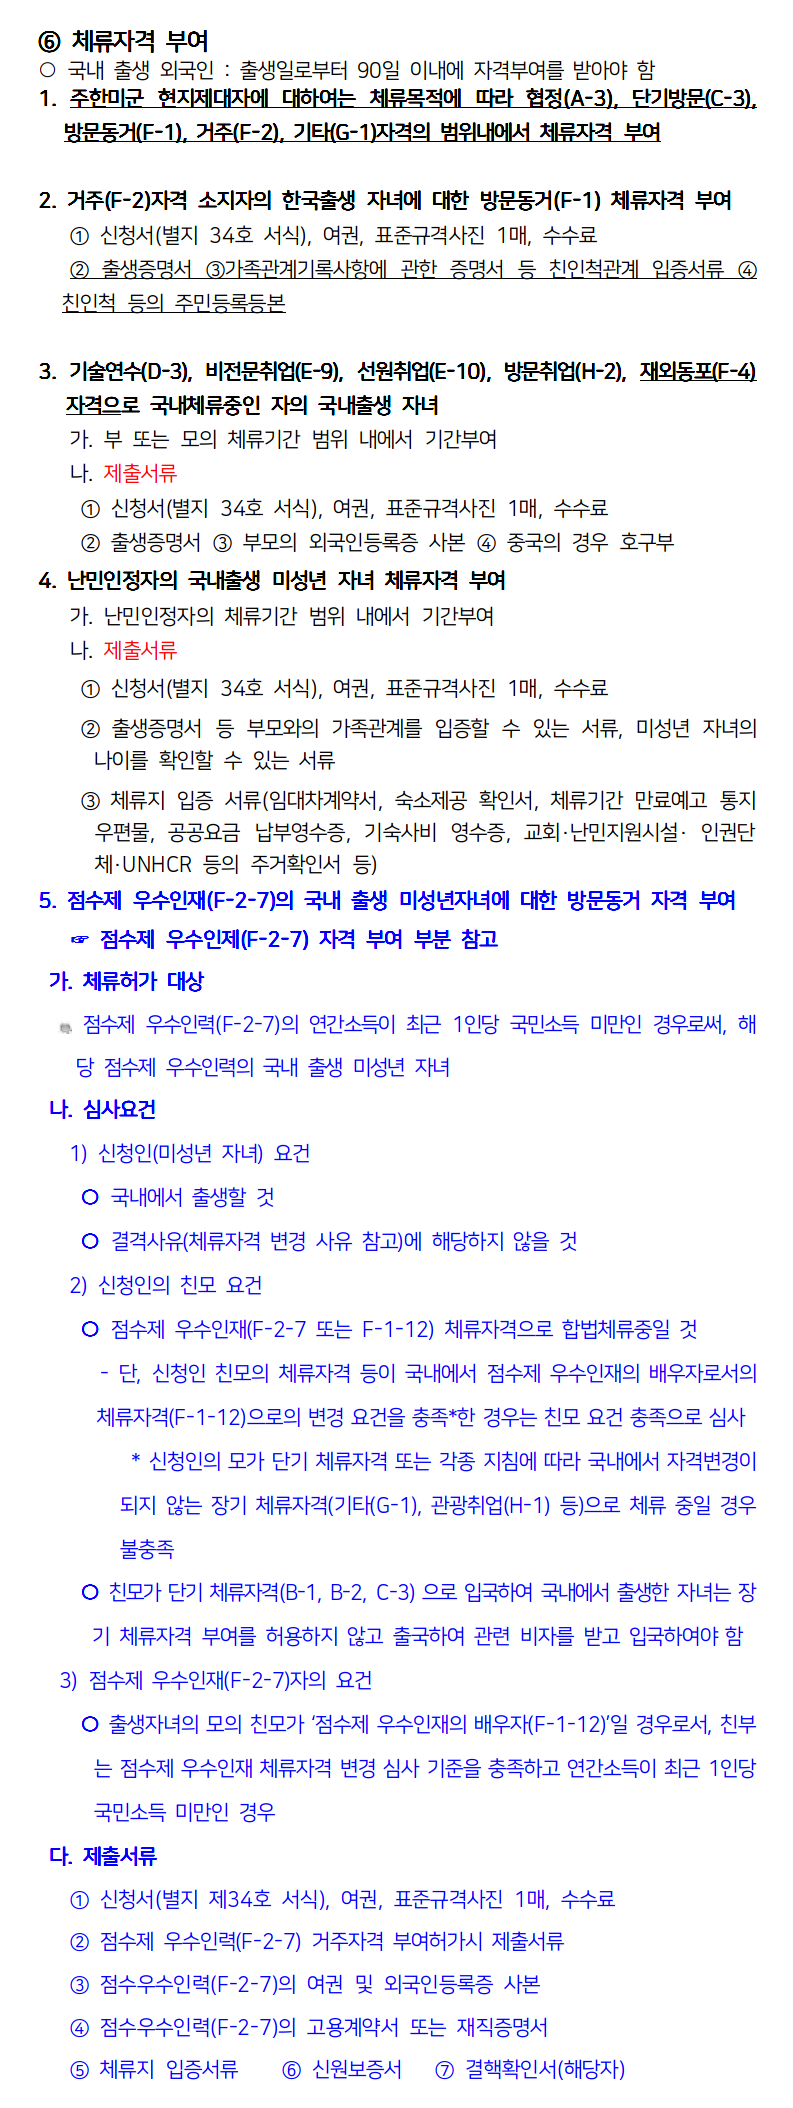 ⑥ 체류자격 부여
○ 국내 출생 외국인 : 출생일로부터 90일 이내에 자격부여를 받아야 함
1. 주한미군 현지제대자에 대하여는 체류목적에 따라 협정(A-3), 단기방문(C-3),
방문동거(F-1), 거주(F-2), 기타(G-1)자격의 범위내에서 체류자격 부여
2. 거주(F-2)자격 소지자의 한국출생 자녀에 대한 방문동거(F-1) 체류자격 부여
① 신청서(별지 34호 서식), 여권, 표준규격사진 1매, 수수료
② 출생증명서 ③가족관계기록사항에 관한 증명서 등 친인척관계 입증서류 ④
친인척 등의 주민등록등본
3. 기술연수(D-3), 비전문취업(E-9), 선원취업(E-10), 방문취업(H-2), 재외동포(F-4)
자격으로 국내체류중인 자의 국내출생 자녀
가. 부 또는 모의 체류기간 범위 내에서 기간부여
나. 제출서류
① 신청서(별지 34호 서식), 여권, 표준규격사진 1매, 수수료
② 출생증명서 ③ 부모의 외국인등록증 사본 ④ 중국의 경우 호구부
4. 난민인정자의 국내출생 미성년 자녀 체류자격 부여
가. 난민인정자의 체류기간 범위 내에서 기간부여
나. 제출서류
① 신청서(별지 34호 서식), 여권, 표준규격사진 1매, 수수료
② 출생증명서 등 부모와의 가족관계를 입증할 수 있는 서류, 미성년 자녀의
나이를 확인할 수 있는 서류
③ 체류지 입증 서류(임대차계약서, 숙소제공 확인서, 체류기간 만료예고 통지
우편물, 공공요금 납부영수증, 기숙사비 영수증, 교회·난민지원시설· 인권단
체·UNHCR 등의 주거확인서 등)
5. 점수제 우수인재(F-2-7)의 국내 출생 미성년자녀에 대한 방문동거 자격 부여
☞ 점수제 우수인제(F-2-7) 자격 부여 부분 참고
가. 체류허가 대상
점수제 우수인력(F-2-7)의 연간소득이 최근 1인당 국민소득 미만인 경우로써, 해
당 점수제 우수인력의 국내 출생 미성년 자녀
나. 심사요건
1) 신청인(미성년 자녀) 요건
○ 국내에서 출생할 것
○ 결격사유(체류자격 변경 사유 참고)에 해당하지 않을 것
2) 신청인의 친모 요건
○ 점수제 우수인재(F-2-7 또는 F-1-12) 체류자격으로 합법체류중일 것
- 단, 신청인 친모의 체류자격 등이 국내에서 점수제 우수인재의 배우자로서의
체류자격(F-1-12)으로의 변경 요건을 충족*한 경우는 친모 요건 충족으로 심사
* 신청인의 모가 단기 체류자격 또는 각종 지침에 따라 국내에서 자격변경이
되지 않는 장기 체류자격(기타(G-1), 관광취업(H-1) 등)으로 체류 중일 경우
불충족
○ 친모가 단기 체류자격(B-1, B-2, C-3) 으로 입국하여 국내에서 출생한 자녀는 장
기 체류자격 부여를 허용하지 않고 출국하여 관련 비자를 받고 입국하여야 함
3) 점수제 우수인재(F-2-7)자의 요건
○ 출생자녀의 모의 친모가 ‘점수제 우수인재의 배우자(F-1-12)’일 경우로서, 친부
는 점수제 우수인재 체류자격 변경 심사 기준을 충족하고 연간소득이 최근 1인당
국민소득 미만인 경우
다. 제출서류
① 신청서(별지 제34호 서식), 여권, 표준규격사진 1매, 수수료
② 점수제 우수인력(F-2-7) 거주자격 부여허가시 제출서류
③ 점수우수인력(F-2-7)의 여권 및 외국인등록증 사본
④ 점수우수인력(F-2-7)의 고용계약서 또는 재직증명서
⑤ 체류지 입증서류 ⑥ 신원보증서 ⑦ 결핵확인서(해당자)